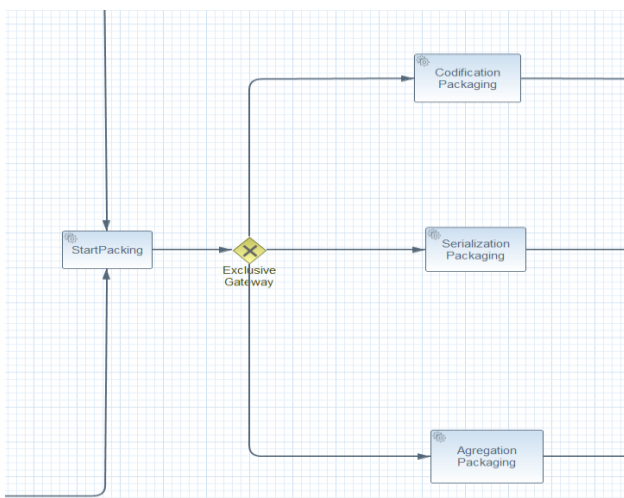 Codification
Packaging
StartPacking
Exclusive
Gateway
Serialization
Packaging
Agregation
Packaging